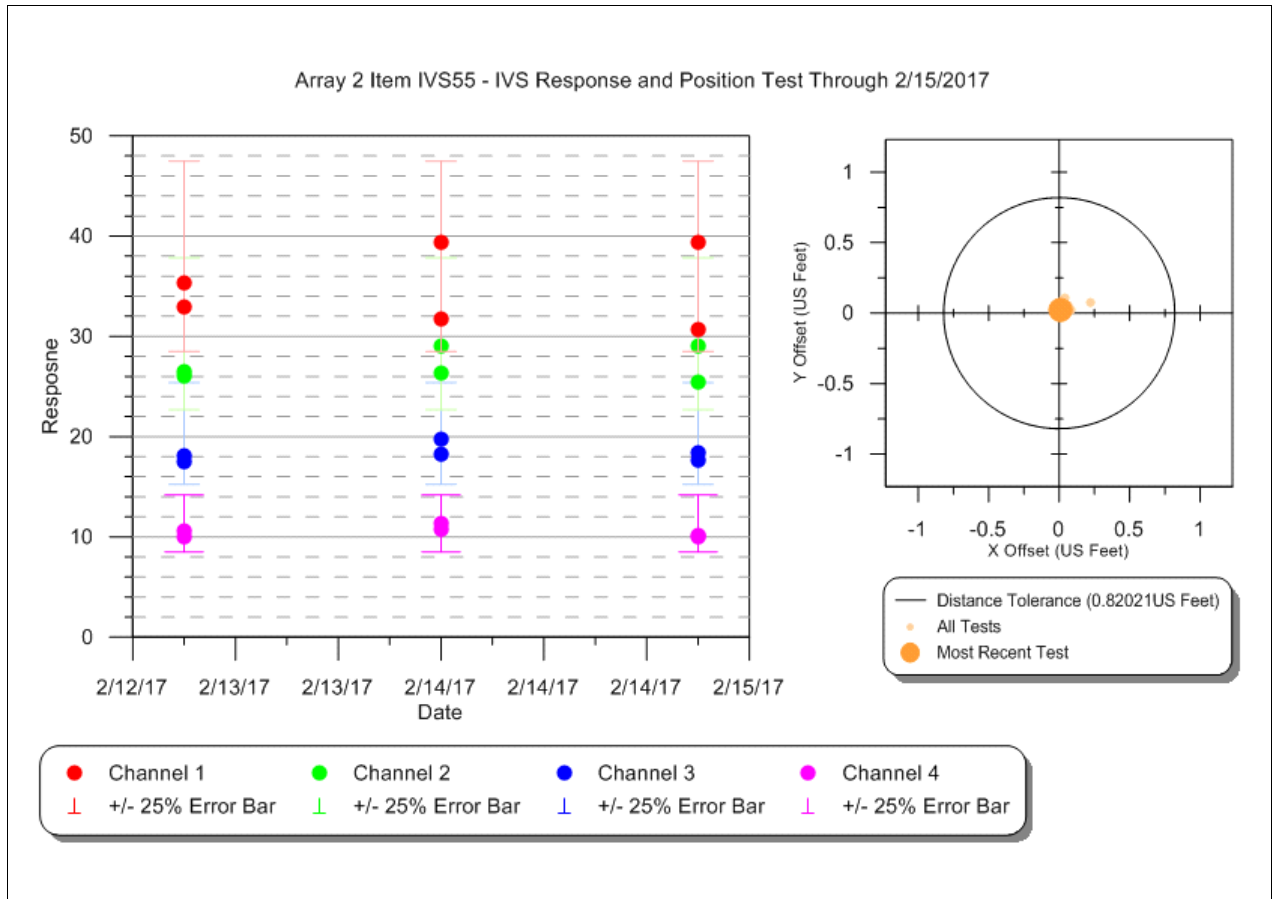 Array 2 Item IVS55 - IVS Response and Position Test Through 2/15/2017
50
40
30
20
10
0
Resposne
2/12/17 2/13/17 2/13/17 2/14/17 2/14/17 2/14/17 2/15/17
Date
1
0.5
0
-0.5
-1
Y Offset (US Feet)
-1 -0.5 0 0.5 1
X Offset (US Feet)
Distance Tolerance (0.82021US Feet)
All Tests
Most Recent Test
Channel 1 Channel 2 Channel 3 Channel 4
+/- 25% Error Bar +/- 25% Error Bar +/- 25% Error Bar +/- 25% Error Bar